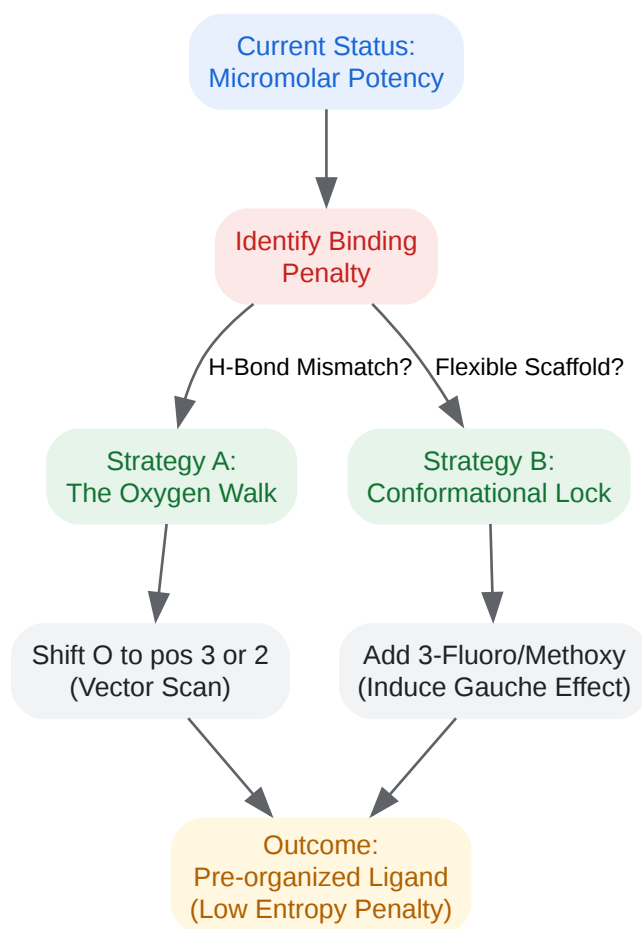 Current Status:
Micromolar Potency
Identify Binding
Penalty
H-Bond Mismatch?
Flexible Scaffold?
Strategy A:
The Oxygen Walk
Strategy B:
Conformational Lock
Shift O to pos 3 or 2
(Vector Scan)
Add 3-Fluoro/Methoxy
(Induce Gauche Effect)
Outcome:
Pre-organized Ligand
(Low Entropy Penalty)